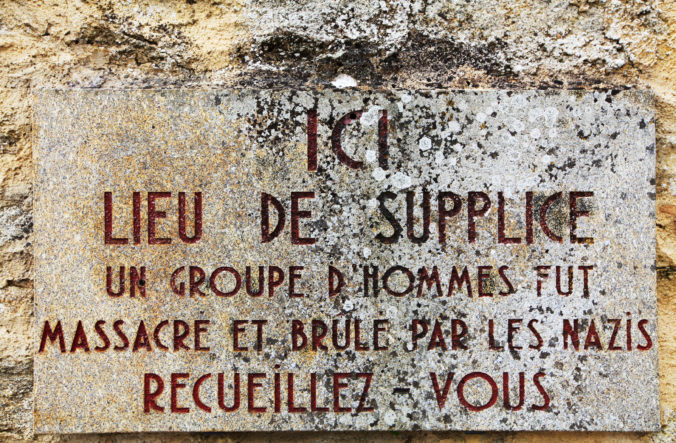 ICI
LIEU DE SUPPLICE
UN GROUPE D'HOMMES FUT
MASSACRE ET BRULE PAR LES NAZIS
RECUEILLEZ - VOUS